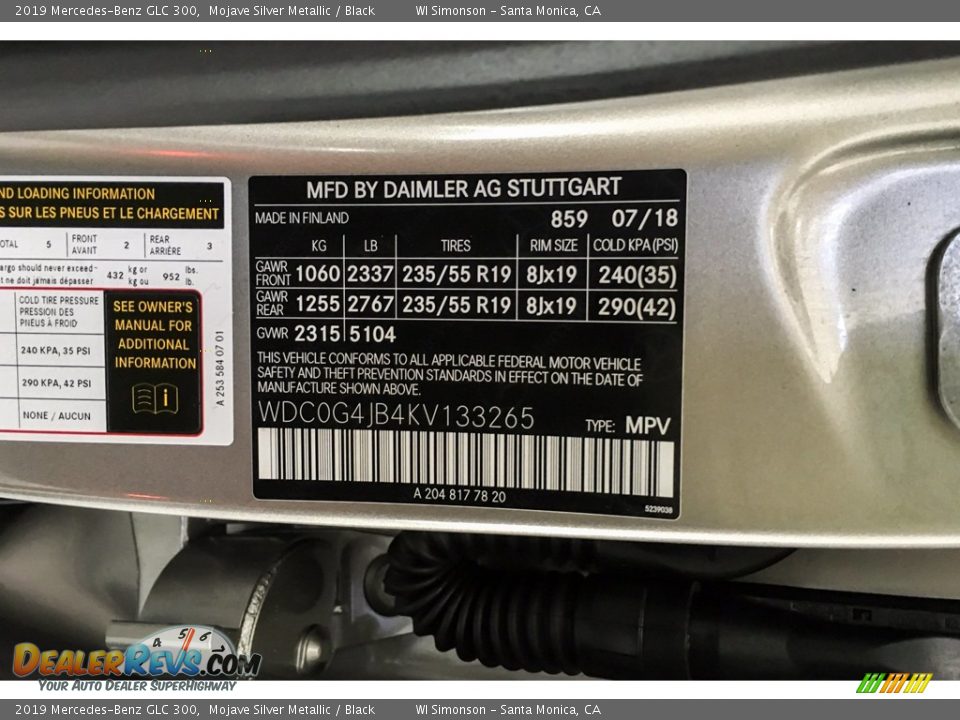 2019 Mercedes-Benz GLC 300,  Mojave Silver Metallic / Black    WI Simonson - Santa Monica, CA
ND LOADING INFORMATION
SUR LES PNEUS ET LE CHARGEMENT
OTAL 5 FRONT AVANT 2 REAR ARRIÈRE 3
argo should never exceed- 432 kg or 952 lbs.
ne doit jamais dépasser kg ou lb.
COLD TIRE PRESSURE
PRESSION DES
PNEUS À FROID
240 KPA, 35 PSI
290 KPA, 42 PSI
NONE / AUCUN
SEE OWNER'S
MANUAL FOR
ADDITIONAL
INFORMATION
i
A 253 584 07 01
MFD BY DAIMLER AG STUTTGART
MADE IN FINLAND 859 07/18
KG LB TIRES RIM SIZE COLD KPA(PSI)
GAWR FRONT 1060 2337 235/55 R19 8Jx19 240(35)
GAWR REAR 1255 2767 235/55 R19 8Jx19 290(42)
GVWR 2315 5104
THIS VEHICLE CONFORMS TO ALL APPLICABLE FEDERAL MOTOR VEHICLE
SAFETY AND THEFT PREVENTION STANDARDS IN EFFECT ON THE DATE OF
MANUFACTURE SHOWN ABOVE.
WDC0G4JB4KV133265
TYPE: MPV
A 204 817 78 20
5239038
4 5 6
DealerRevs.com
Your Auto Dealer SuperHighway
2019 Mercedes-Benz GLC 300,  Mojave Silver Metallic / Black    WI Simonson - Santa Monica, CA